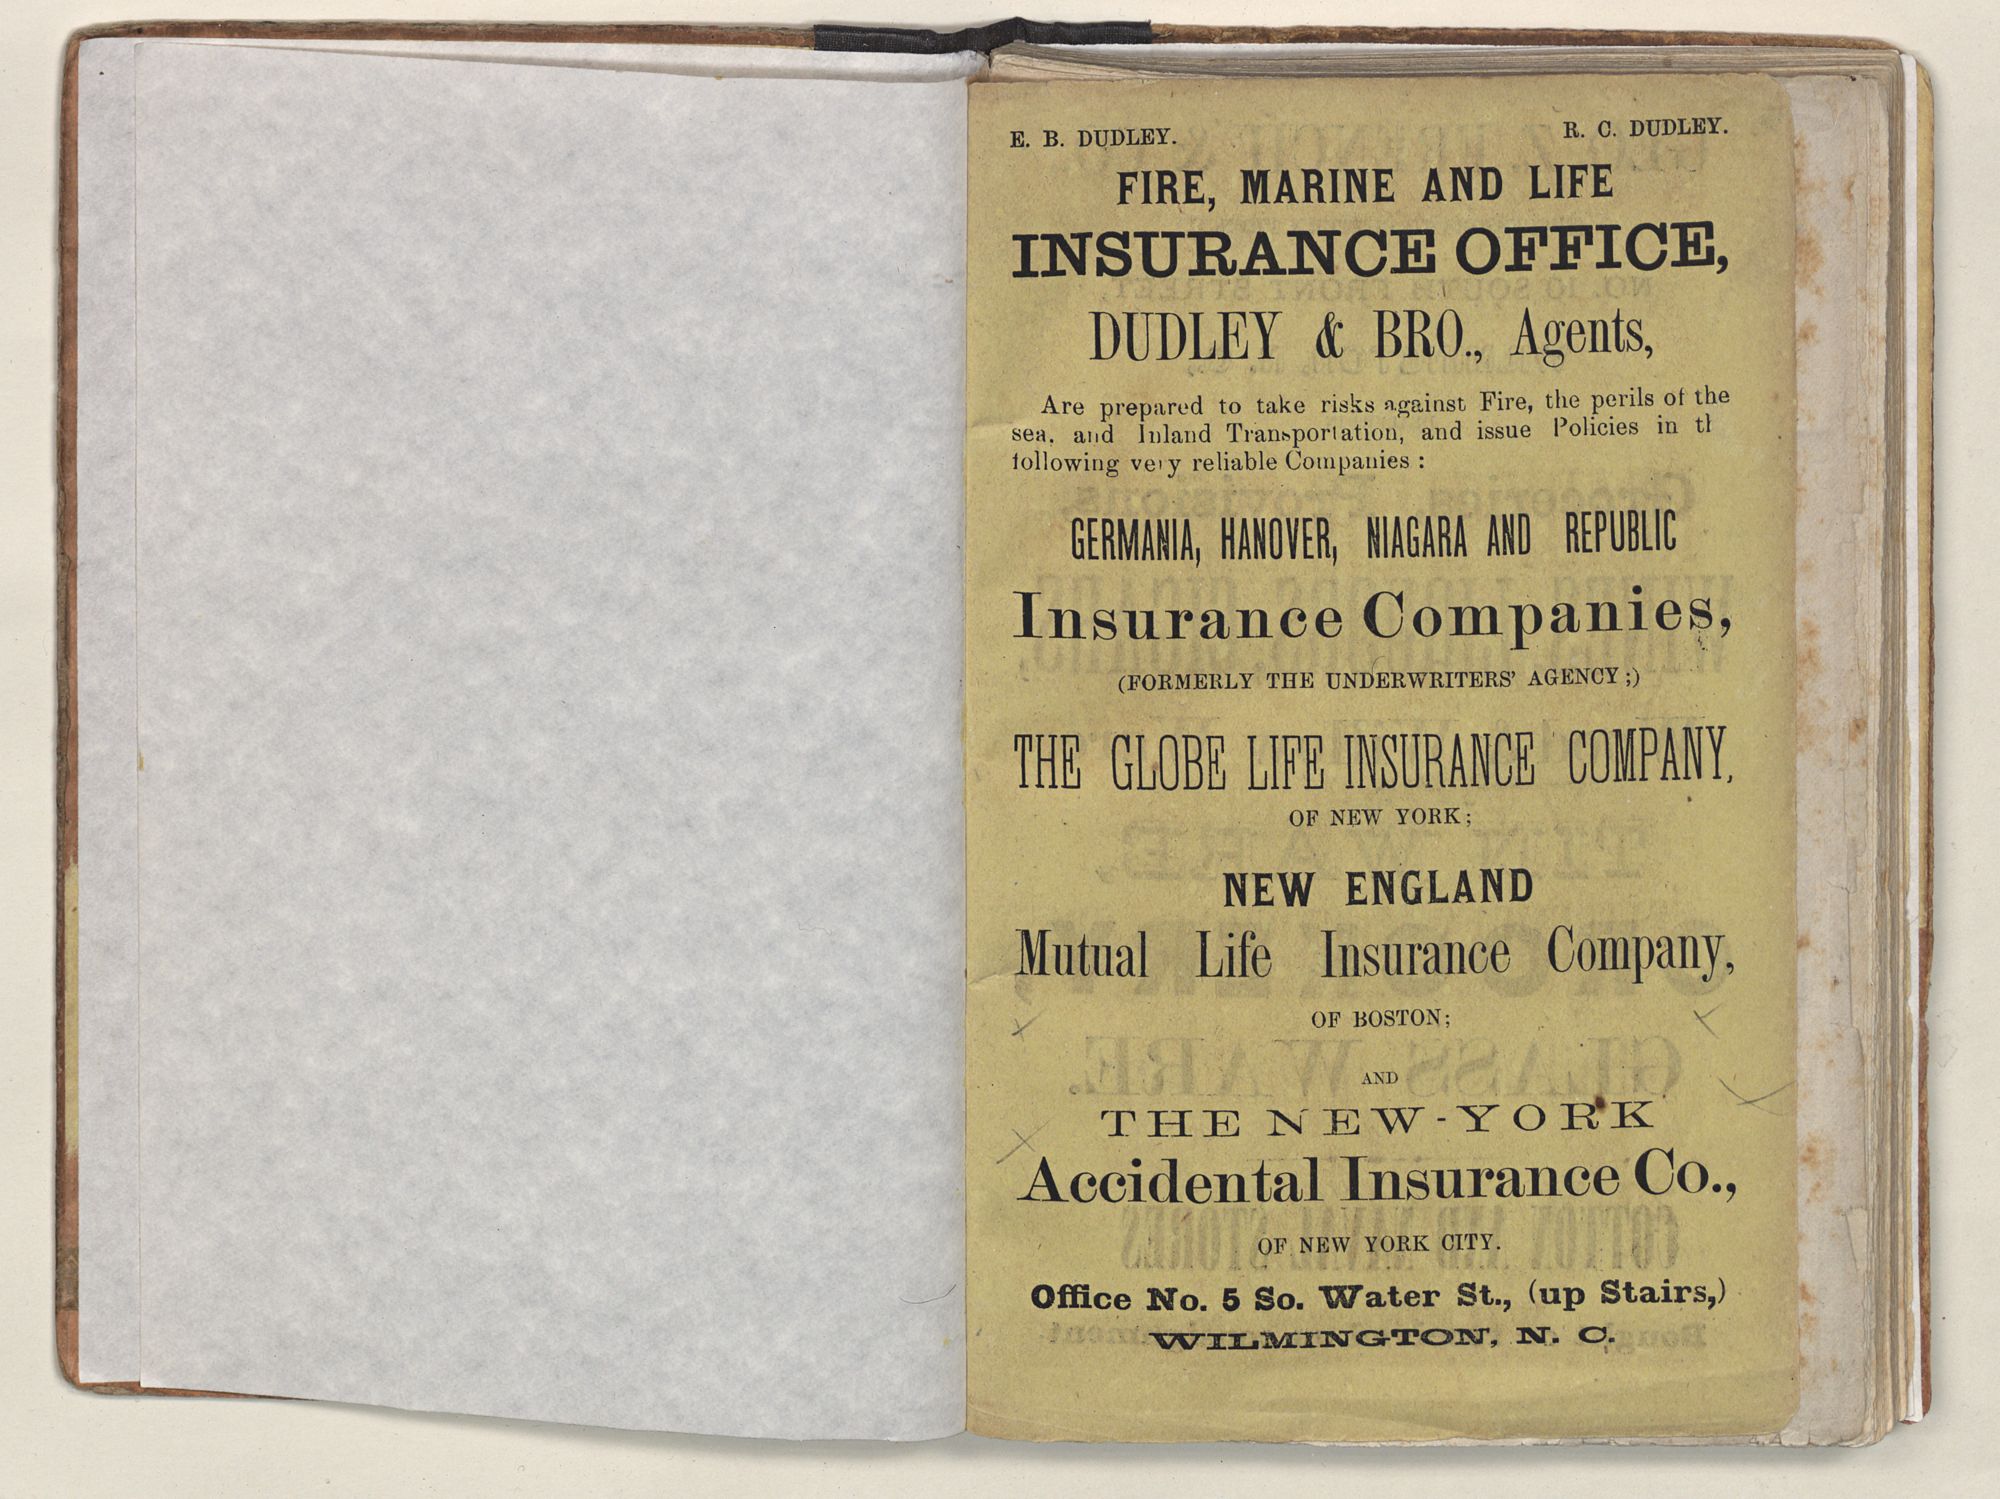 E. B. DUDLEY. R. C. DUDLEY.
FIRE, MARINE AND LIFE
INSURANCE OFFICE,
DUDLEY & BRO., Agents,
Are prepared to take risks against Fire, the perils of the
sea, and Inland Transportation, and issue Policies in th
following very reliable Companies :
GERMANIA, HANOVER, NIAGARA AND REPUBLIC
Insurance Companies,
(FORMERLY THE UNDERWRITERS' AGENCY ;)
THE GLOBE LIFE INSURANCE COMPANY,
OF NEW YORK;
NEW ENGLAND
Mutual Life Insurance Company,
OF BOSTON;
AND
THE NEW-YORK
Accidental Insurance Co.,
OF NEW YORK CITY.
Office No. 5 So. Water St., (up Stairs,)
WILMINGTON, N. C.